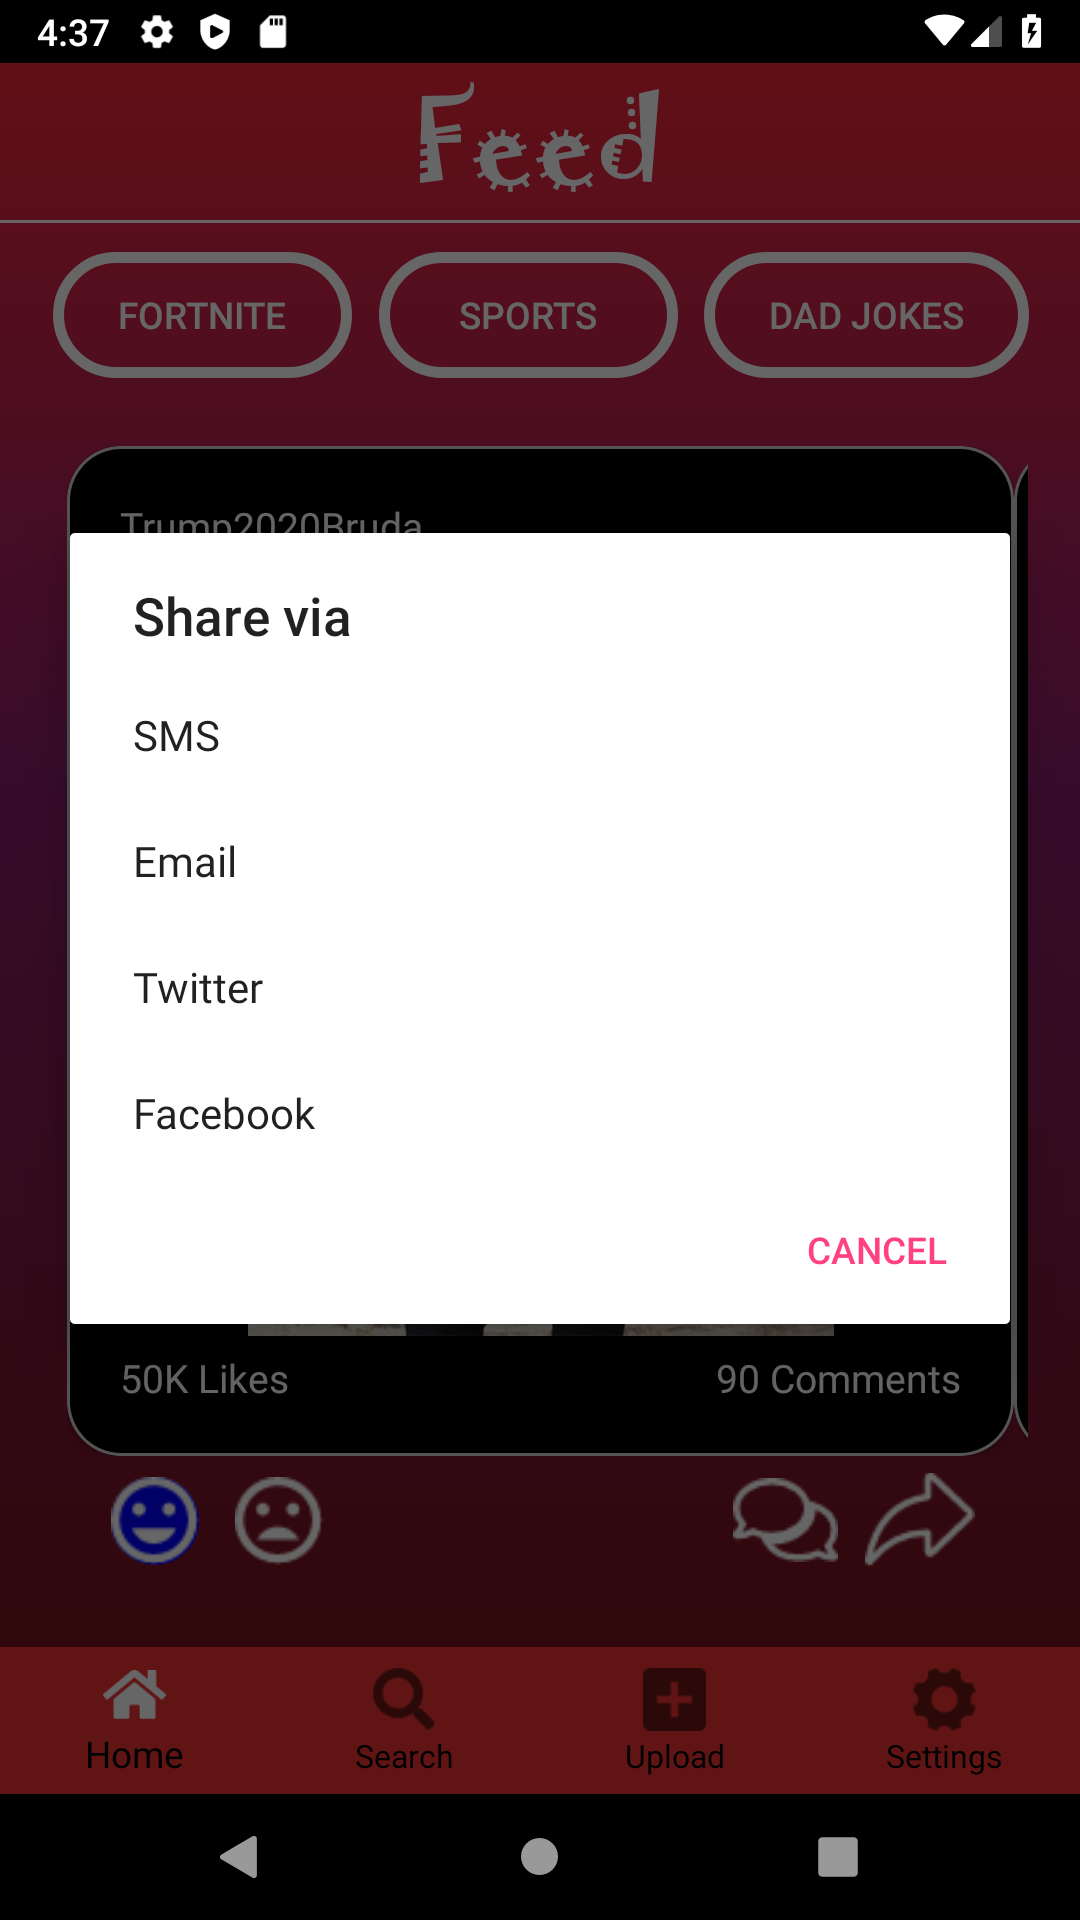 4:37
Feed
FORTNITE
SPORTS
DAD JOKES
Trump2020Bruda
Share via
SMS
Email
Twitter
Facebook
CANCEL
50K Likes
90 Comments
Home
Search
Upload
Settings